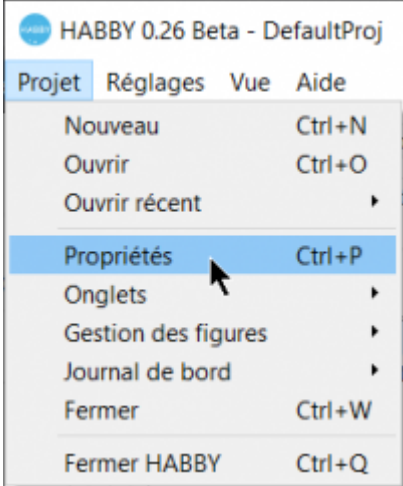 HABBY 0.26 Beta - DefaultProj
Projet Réglages Vue Aide
Nouveau Ctrl+N
Ouvrir Ctrl+O
Ouvrir récent
Propriétés Ctrl+P
Onglets
Gestion des figures
Journal de bord
Fermer Ctrl+W
Fermer HABBY Ctrl+Q